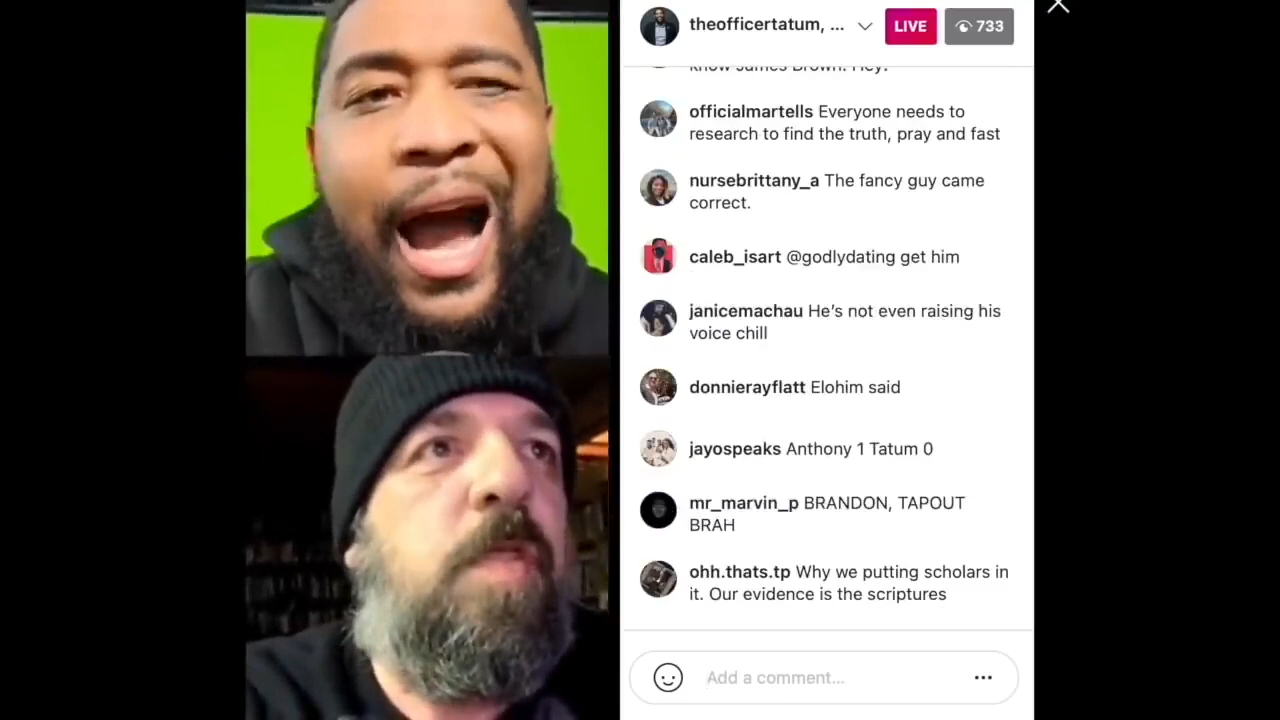 theofficertatum, ...
LIVE
733
know James Brown. Hey!
officialmartells Everyone needs to
research to find the truth, pray and fast
nursebrittany_a The fancy guy came
correct.
caleb_isart @godlydating get him
janicemachau He's not even raising his
voice chill
donnierayflatt Elohim said
jayospeaks Anthony 1 Tatum 0
mr_marvin_p BRANDON, TAPOUT
BRAH
ohh.thats.tp Why we putting scholars in
it. Our evidence is the scriptures
Add a comment...